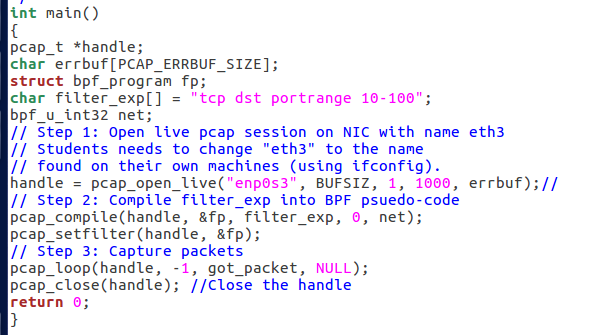 int main()
{
pcap_t *handle;
char errbuf[PCAP_ERRBUF_SIZE];
struct bpf_program fp;
char filter_exp[] = "tcp dst portrange 10-100";
bpf_u_int32 net;
// Step 1: Open live pcap session on NIC with name eth3
// Students needs to change "eth3" to the name
// found on their own machines (using ifconfig).
handle = pcap_open_live("enp0s3", BUFSIZ, 1, 1000, errbuf);//
// Step 2: Compile filter_exp into BPF psuedo-code
pcap_compile(handle, &fp, filter_exp, 0, net);
pcap_setfilter(handle, &fp);
// Step 3: Capture packets
pcap_loop(handle, -1, got_packet, NULL);
pcap_close(handle); //Close the handle
return 0;
}